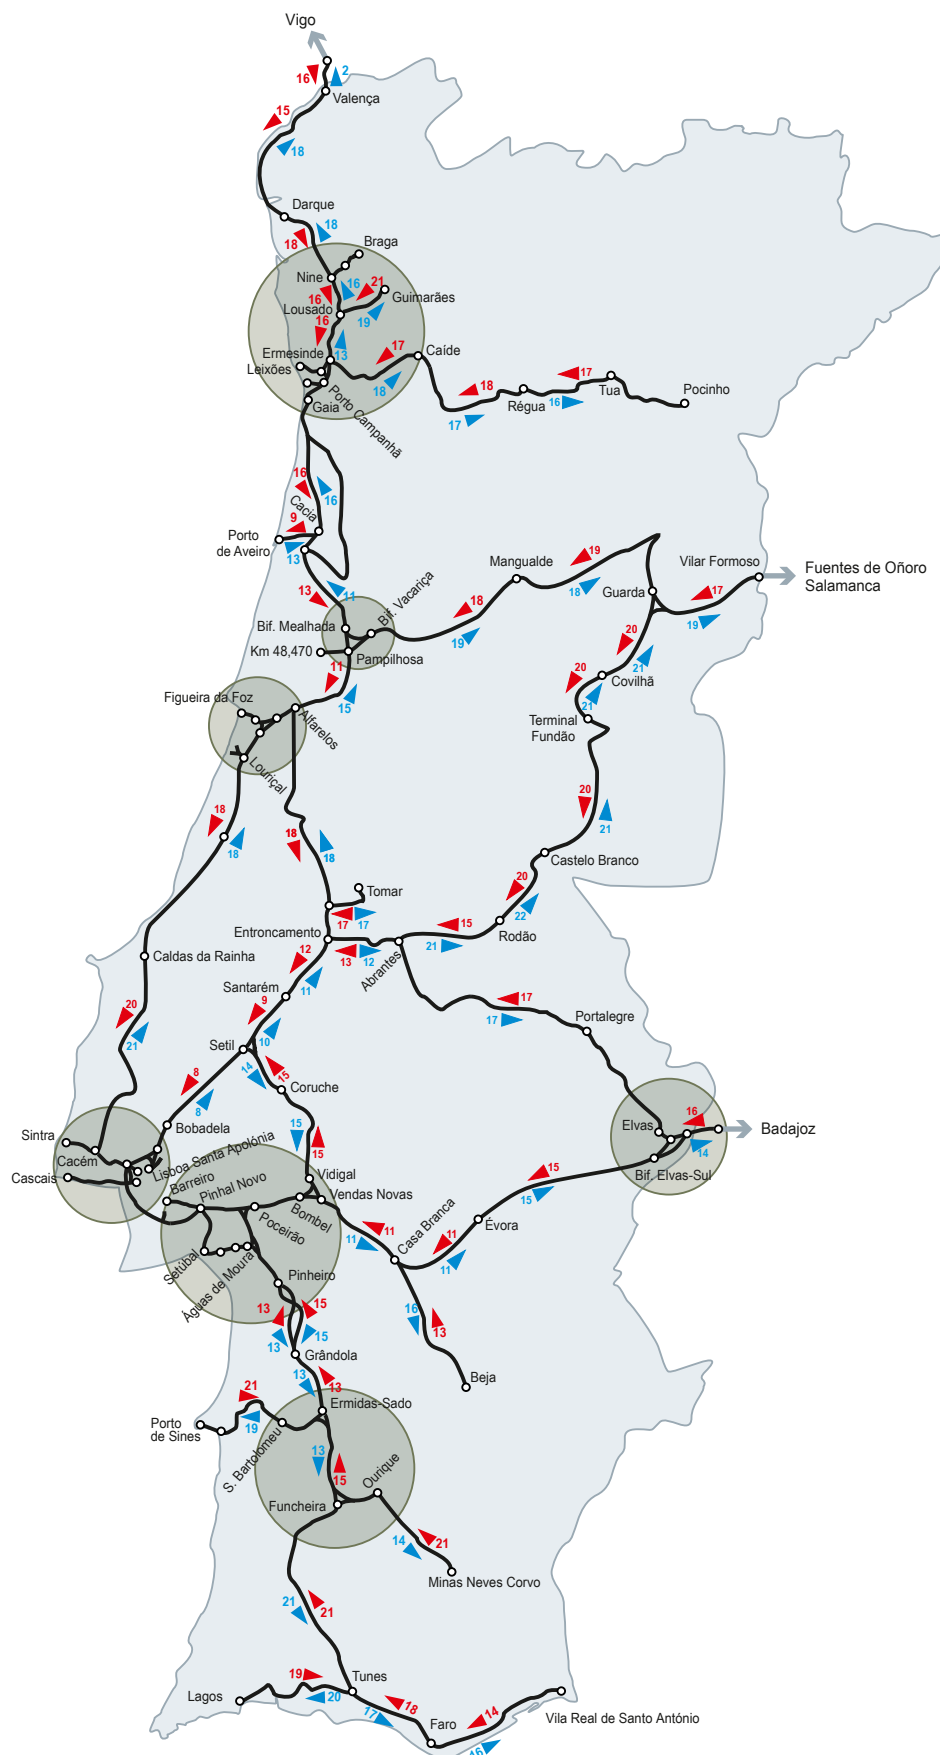 Vigo
16
2
Valença
15
18
Darque
18
18
Braga
Nine
16
21
16
Guimarães
Lousado
19
16
Ermesinde
13
17
Caíde
Leixões
18
17
Gaia
Porto Campanhã
18
Régua
16
Tua
Pocinho
17
16
16
Cacia
9
Porto
de Aveiro
13
19
Mangualde
Vilar Formoso
Fuentes de Oñoro
Salamanca
13
11
18
Guarda
17
Bif. Vacariça
18
19
Bif. Mealhada
19
20
Km 48,470
Pampilhosa
11
21
20
Covilhã
15
21
Figueira da Foz
Alfarelos
Terminal
Fundão
Louriçal
20
18
18
18
18
21
Castelo Branco
20
Tomar
22
17
17
15
Rodão
Entroncamento
21
12
13
12
Abrantes
Caldas da Rainha
11
Santarém
20
9
17
17
Portalegre
21
10
Setil
14
15
Coruche
8
8
15
Bobadela
15
16
Sintra
Elvas
14
Badajoz
Cacém
Lisboa Santa Apolónia
15
Bif. Elvas-Sul
Cascais
Barreiro
Vidigal
15
Pinhal Novo
Bombel
Vendas Novas
Poceirão
11
Casa Branca
Évora
11
11
11
Setúbal
Águas de Moura
Pinheiro
13
15
16
13
13
15
Grândola
13
13
Beja
21
Ermidas-Sado
Porto
de Sines
19
S. Bartolomeu
13
15
Ourique
Funcheira
14
21
Minas Neves Corvo
21
21
19
Tunes
Lagos
20
18
17
Faro
14
Vila Real de Santo António
16